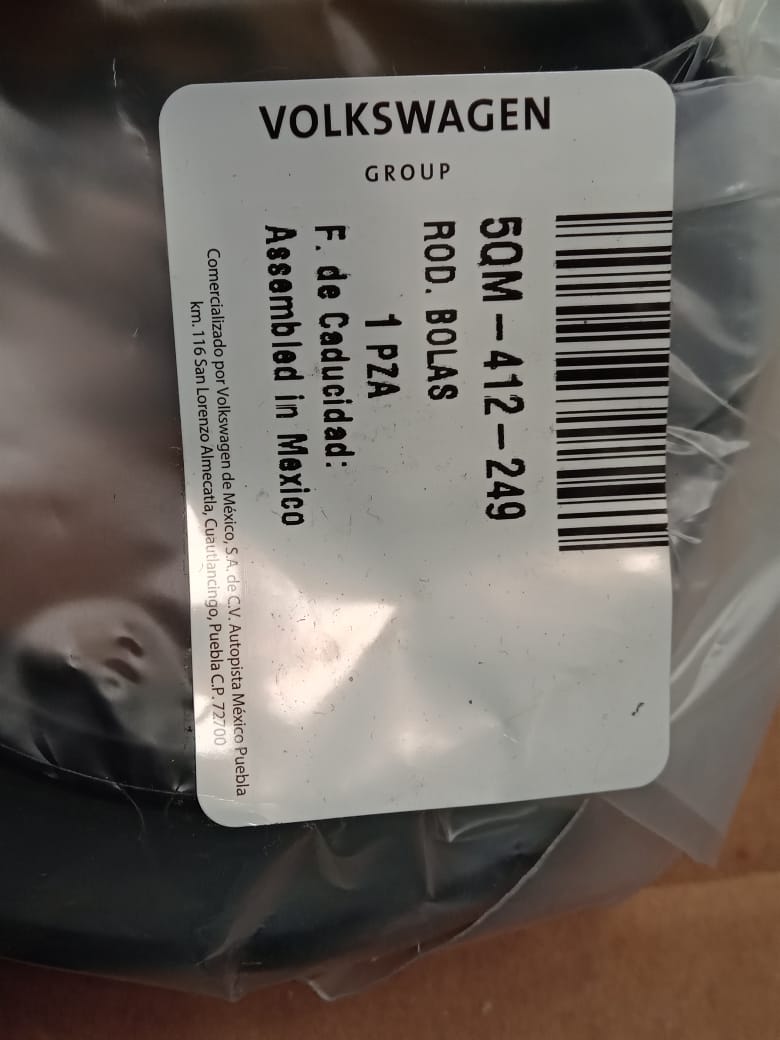 VOLKSWAGEN
GROUP
5QM-412-249
ROD. BOLAS
1 PZA
F. de Caducidad:
Assembled in Mexico
Comercializado por Volkswagen de México, S.A. de C.V. Autopista México Puebla
km. 116 San Lorenzo Almecatla, Cuautlancingo, Puebla C.P. 72700